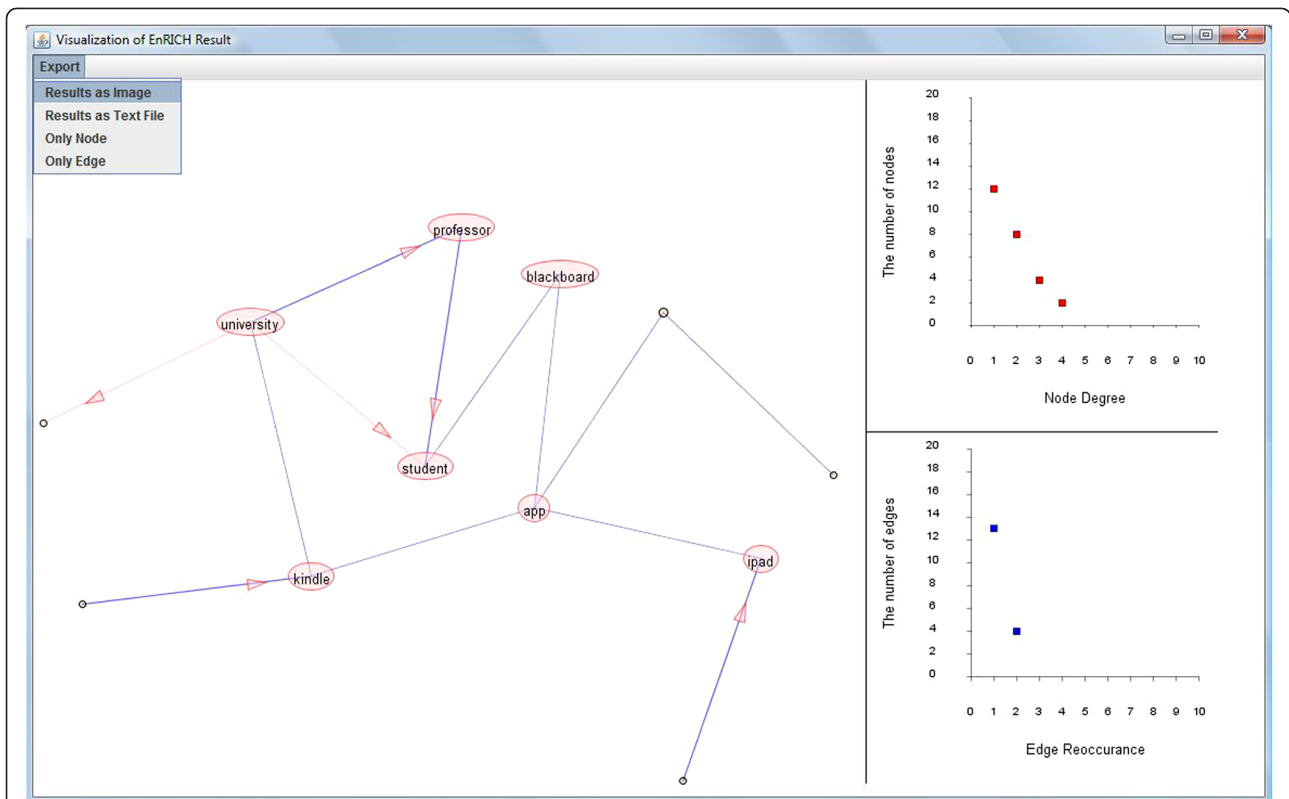 Visualization of EnRICH Result
Export
Results as Image
Results as Text File
Only Node
Only Edge
professor
blackboard
university
student
app
ipad
kindle
The number of nodes
20
18
16
14
12
10
8
6
4
2
0
0 1 2 3 4 5 6 7 8 9 10
Node Degree
The number of edges
20
18
16
14
12
10
8
6
4
2
0
0 1 2 3 4 5 6 7 8 9 10
Edge Reoccurance